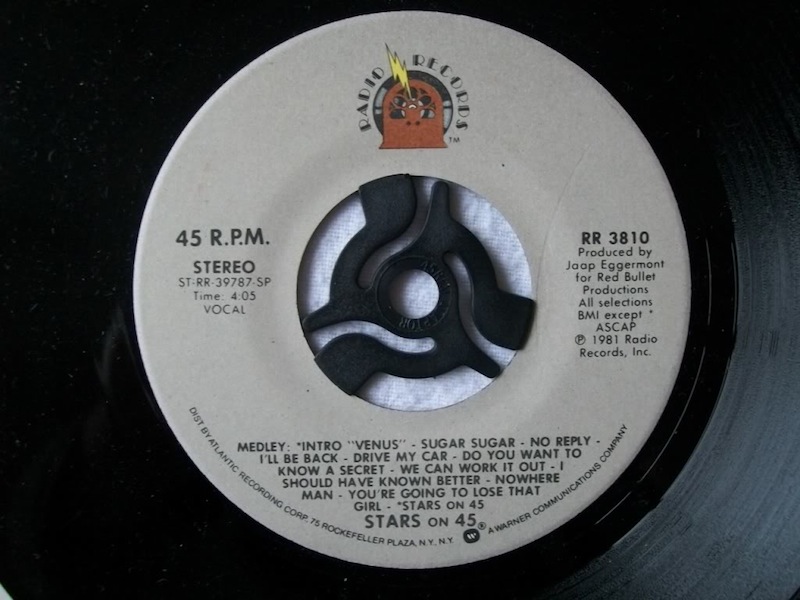 RADIO RECORDS
TM
45 R.P.M.
STEREO
ST-RR-39787-SP
Time: 4:05
VOCAL
RR 3810
Produced by
Jaap Eggermont
for Red Bullet
Productions
All selections
BMI except *
ASCAP
℗ 1981 Radio
Records, Inc.
MEDLEY: *INTRO "VENUS" - SUGAR SUGAR - NO REPLY -
I'LL BE BACK - DRIVE MY CAR - DO YOU WANT TO
KNOW A SECRET - WE CAN WORK IT OUT - I
SHOULD HAVE KNOWN BETTER - NOWHERE
MAN - YOU'RE GOING TO LOSE THAT
GIRL - *STARS ON 45
STARS ON 45
DIST BY ATLANTIC RECORDING CORP. 75 ROCKEFELLER PLAZA, N.Y. N.Y. ® A WARNER COMMUNICATIONS COMPANY